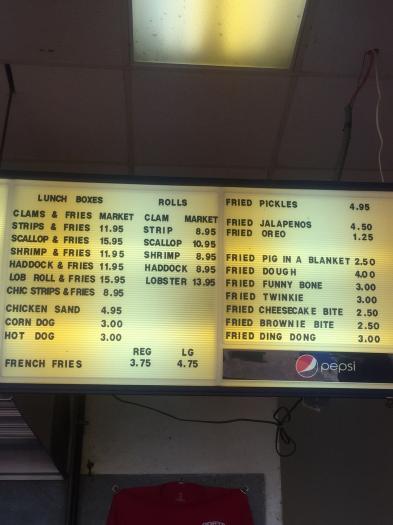 LUNCH BOXES
CLAMS & FRIES MARKET
STRIPS & FRIES 11.95
SCALLOP & FRIES 15.95
SHRIMP & FRIES 11.95
HADDOCK & FRIES 11.95
LOB ROLL & FRIES 15.95
CHIC STRIPS & FRIES 8.95
CHICKEN SAND 4.95
CORN DOG 3.00
HOT DOG 3.00
REG LG
FRENCH FRIES 3.75 4.75
ROLLS
CLAM MARKET
STRIP 8.95
SCALLOP 10.95
SHRIMP 8.95
HADDOCK 8.95
LOBSTER 13.95
FRIED PICKLES 4.95
FRIED JALAPENOS 4.50
FRIED OREO 1.25
FRIED PIG IN A BLANKET 2.50
FRIED DOUGH 4.00
FRIED FUNNY BONE 3.00
FRIED TWINKIE 3.00
FRIED CHEESECAKE BITE 2.50
FRIED BROWNIE BITE 2.50
FRIED DING DONG 3.00
pepsi